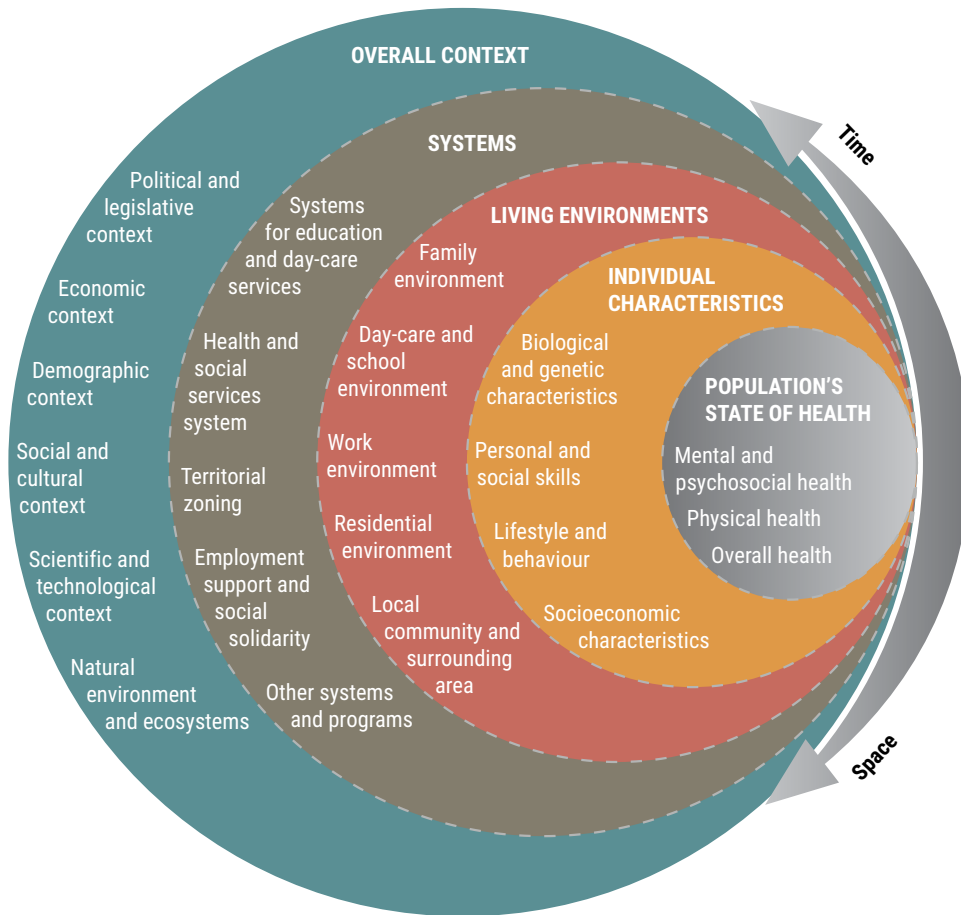 OVERALL CONTEXT
Political and
legislative
context
Economic
context
Demographic
context
Social and
cultural
context
Scientific and
technological
context
Natural
environment
and ecosystems
SYSTEMS
Systems
for education
and day-care
services
Health and
social
services
system
Territorial
zoning
Employment
support and
social
solidarity
Other systems
and programs
LIVING ENVIRONMENTS
Family
environment
Day-care and
school
environment
Work
environment
Residential
environment
Local
community and
surrounding
area
INDIVIDUAL
CHARACTERISTICS
Biological
and genetic
characteristics
Personal and
social skills
Lifestyle and
behaviour
Socioeconomic
characteristics
POPULATION’S
STATE OF HEALTH
Mental and
psychosocial health
Physical health
Overall health
Time
Space